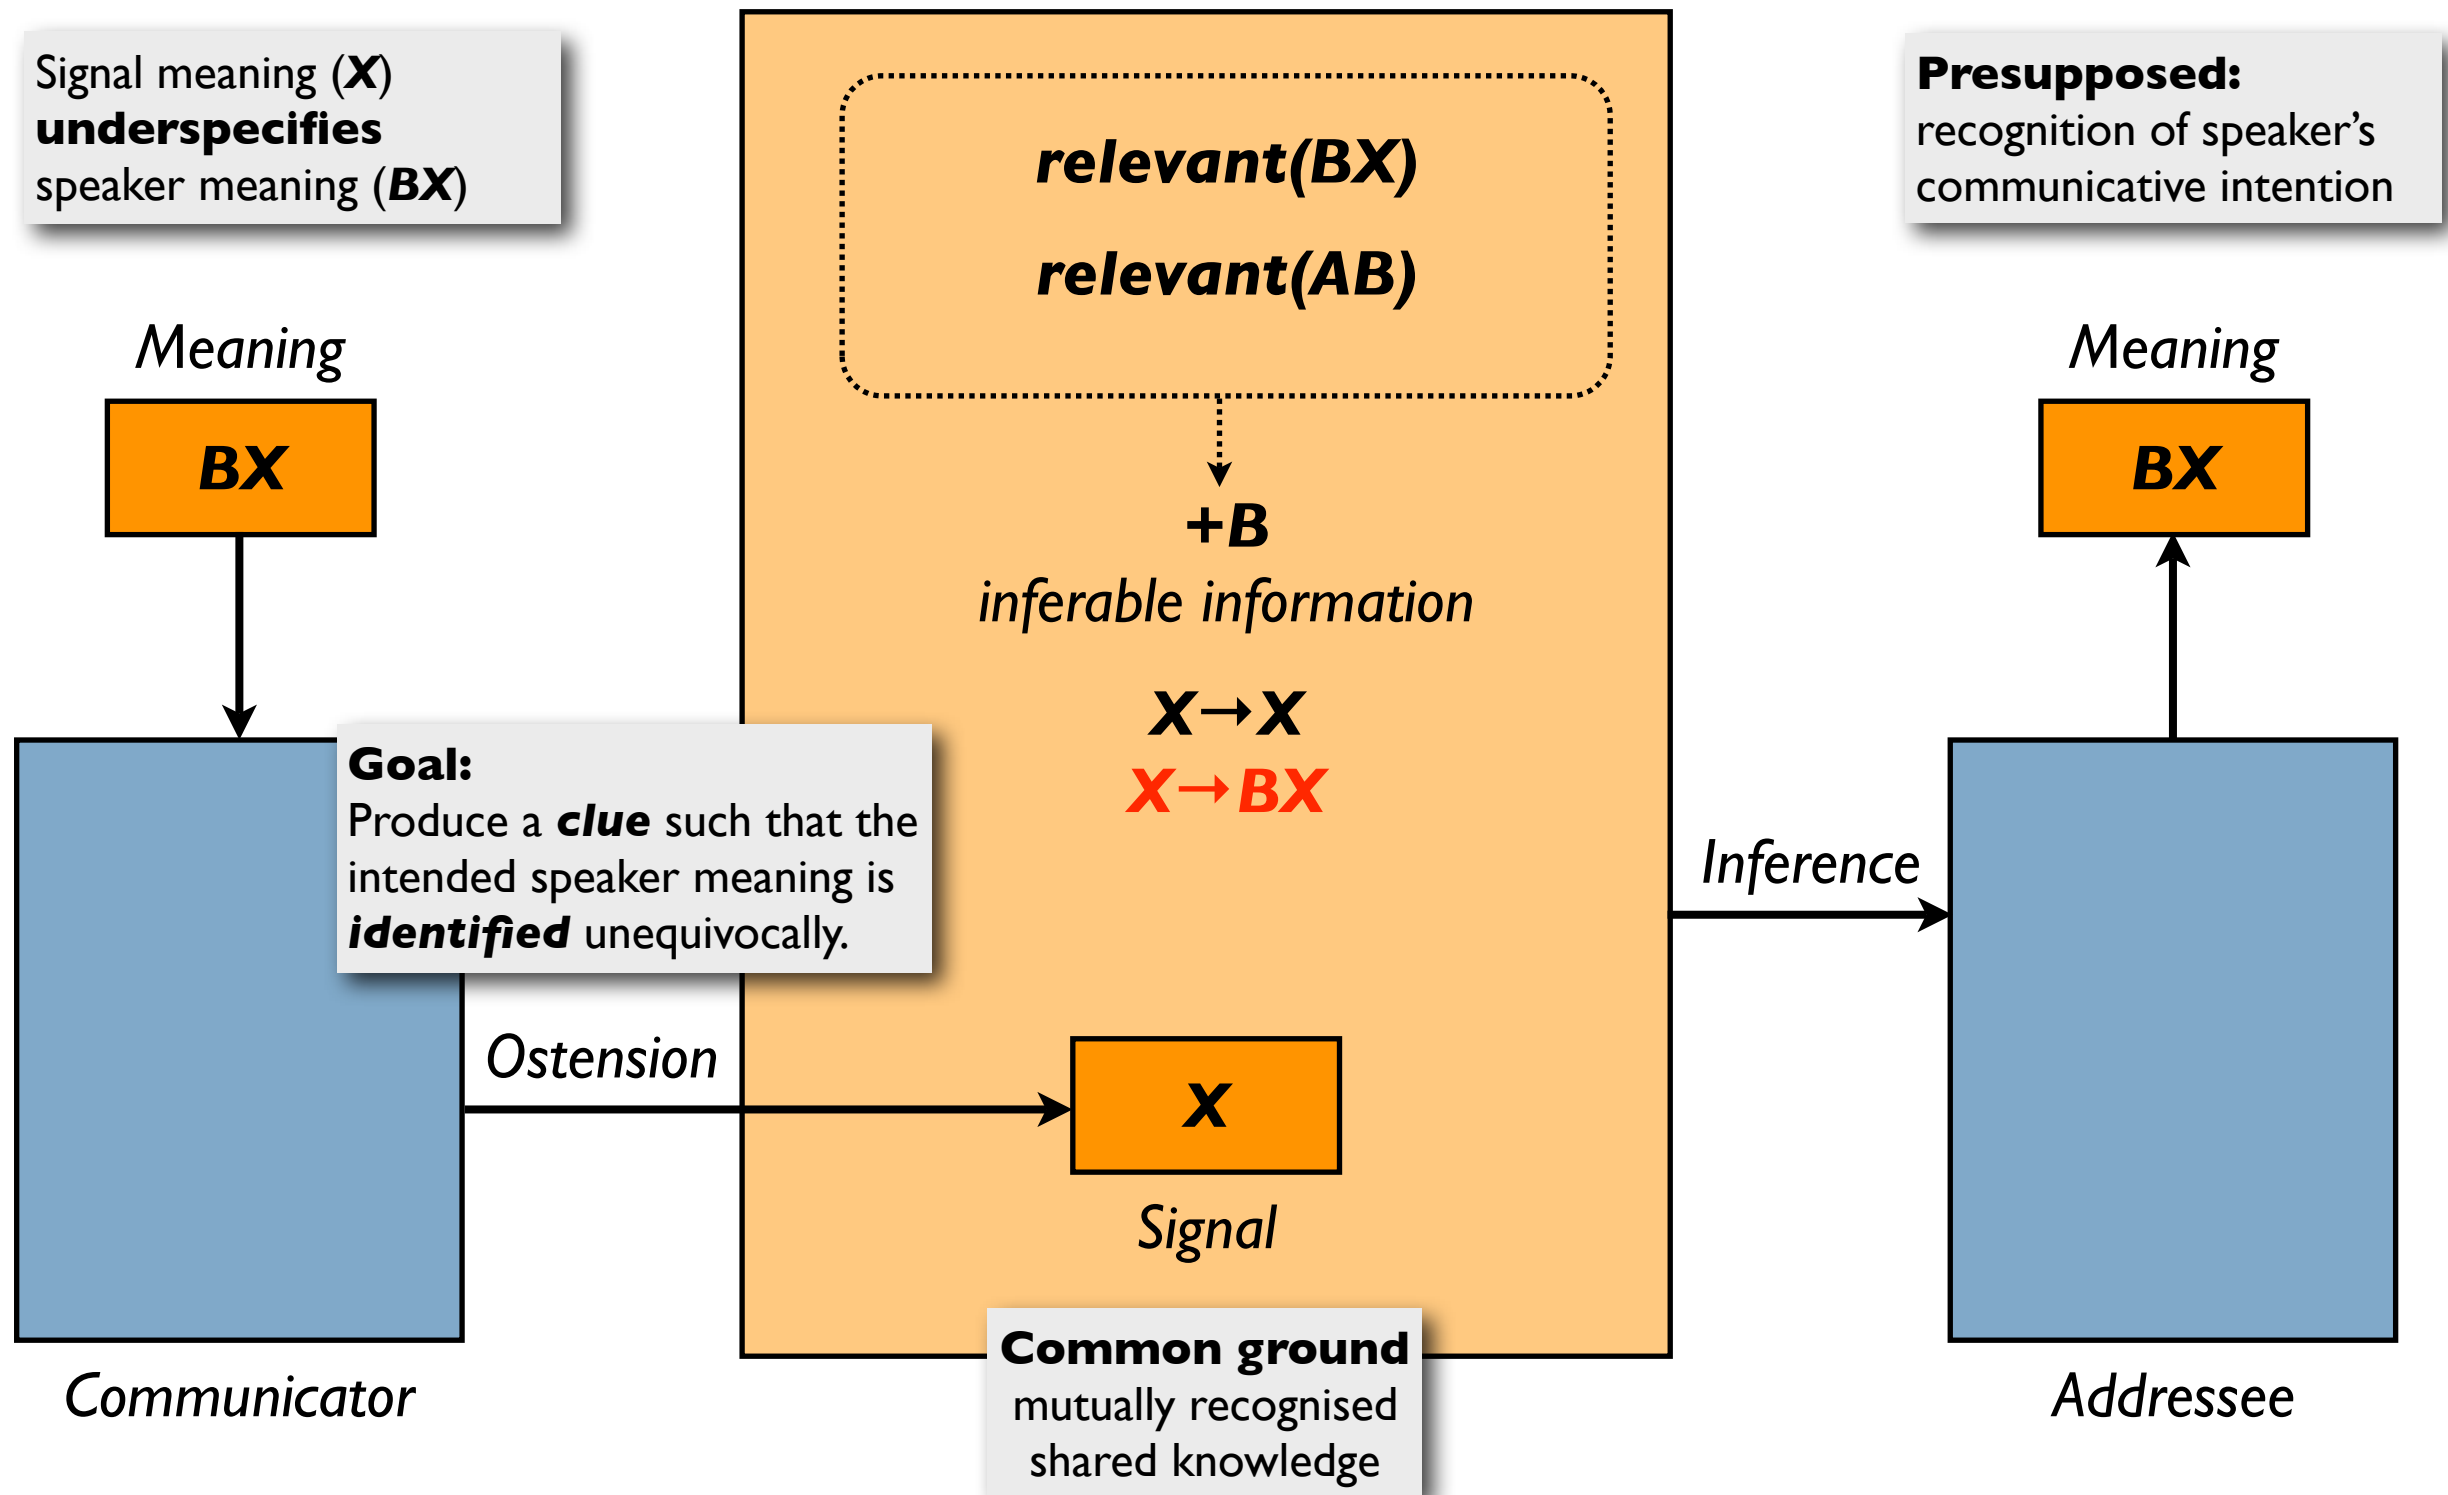 Signal meaning (X)
underspecifies
speaker meaning (BX)
Meaning
BX
Communicator
Goal:
Produce a clue such that the
intended speaker meaning is
identified unequivocally.
Ostension
relevant(BX)
relevant(AB)
+B
inferable information
X→X
X→BX
X
Signal
Common ground
mutually recognised
shared knowledge
Inference
Presupposed:
recognition of speaker’s
communicative intention
Meaning
BX
Addressee